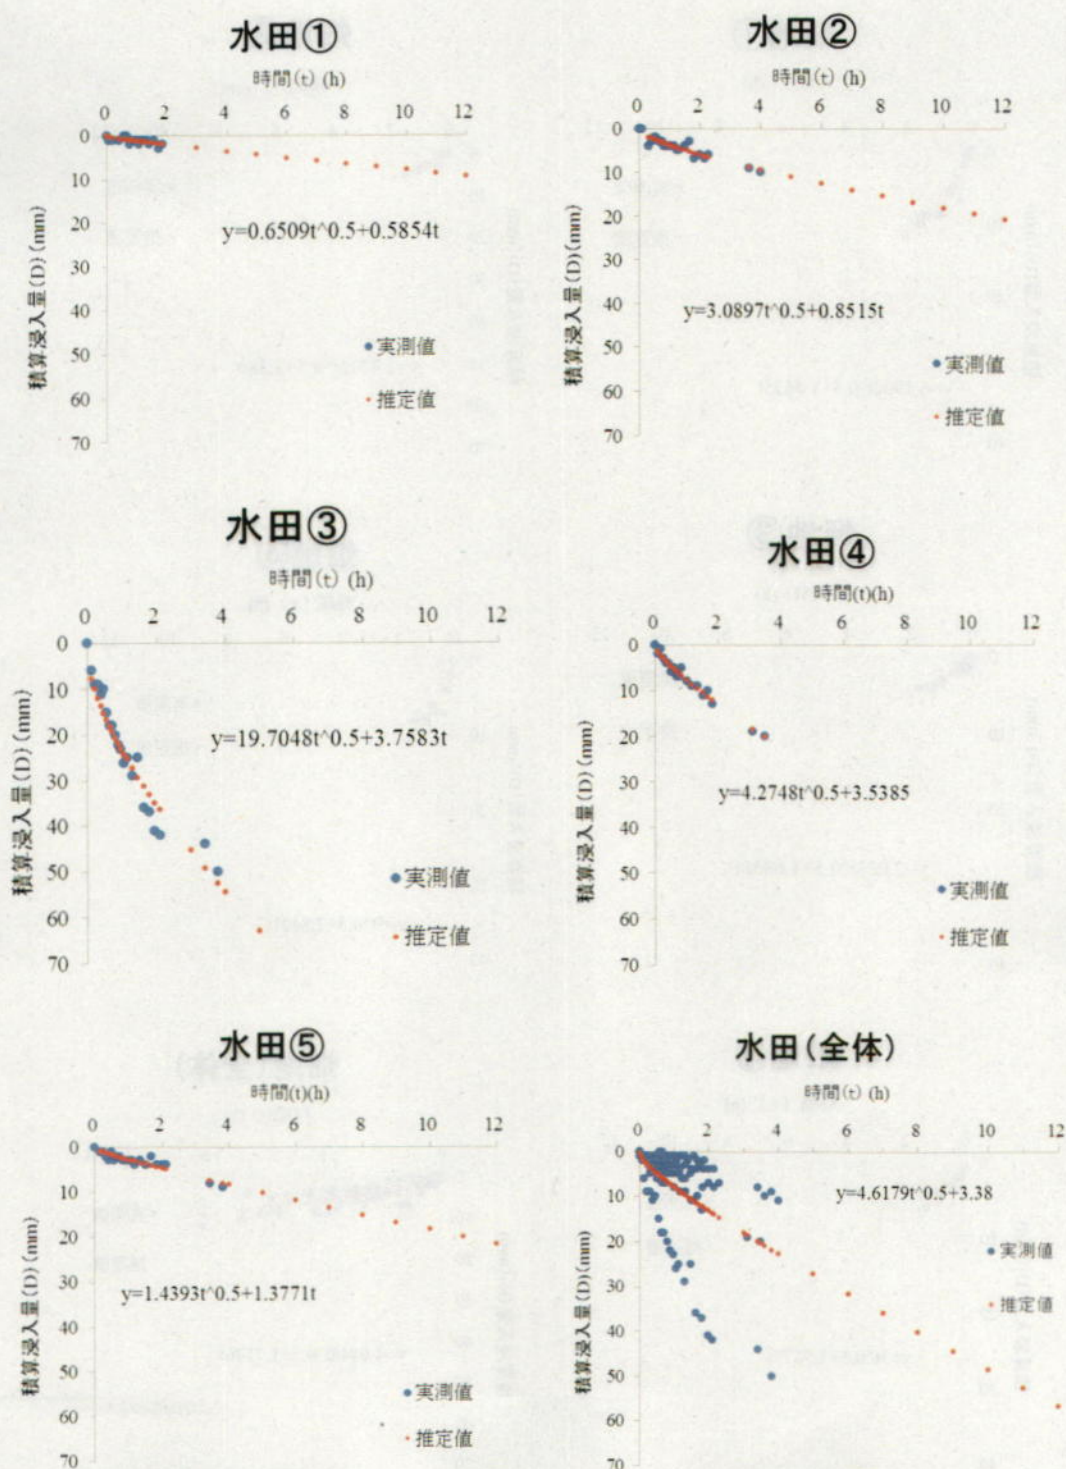 水田①
時間(t) (h)
0 2 4 6 8 10 12
0
10
20
30
40
50
60
70
積算浸入量(D)(mm)
y=0.6509t^0.5+0.5854t
実測値
推定値
水田②
時間(t) (h)
0 2 4 6 8 10 12
0
10
20
30
40
50
60
70
積算浸入量(D)(mm)
y=3.0897t^0.5+0.8515t
実測値
推定値
水田③
時間(t) (h)
0 2 4 6 8 10 12
0
10
20
30
40
50
60
70
積算浸入量(D)(mm)
y=19.7048t^0.5+3.7583t
実測値
推定値
水田④
時間(t)(h)
0 2 4 6 8 10 12
0
10
20
30
40
50
60
70
積算浸入量(D)(mm)
y=4.2748t^0.5+3.5385
実測値
推定値
水田⑤
時間(t)(h)
0 2 4 6 8 10 12
0
10
20
30
40
50
60
70
積算浸入量(D)(mm)
y=1.4393t^0.5+1.3771t
実測値
推定値
水田(全体)
時間(t) (h)
0 2 4 6 8 10 12
0
10
20
30
40
50
60
70
積算浸入量(D)(mm)
y=4.6179t^0.5+3.38
実測値
推定値